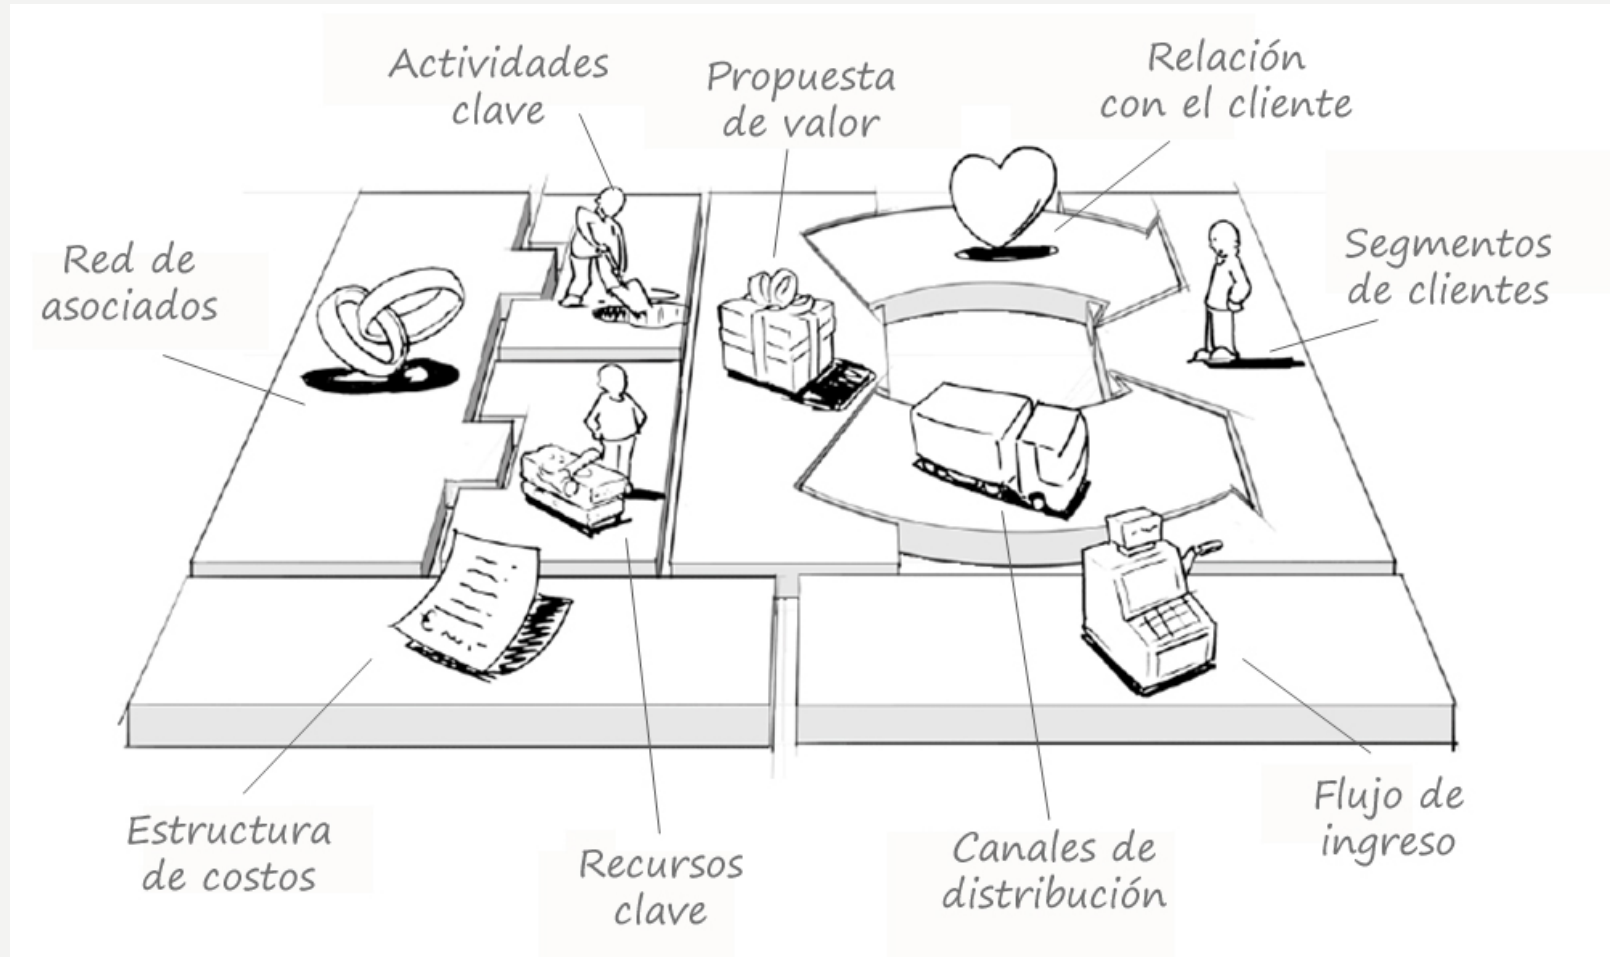 Actividades
clave
Propuesta
de valor
Relación
con el cliente
Red de
asociados
Segmentos
de clientes
Estructura
de costos
Recursos
clave
Canales de
distribución
Flujo de
ingreso